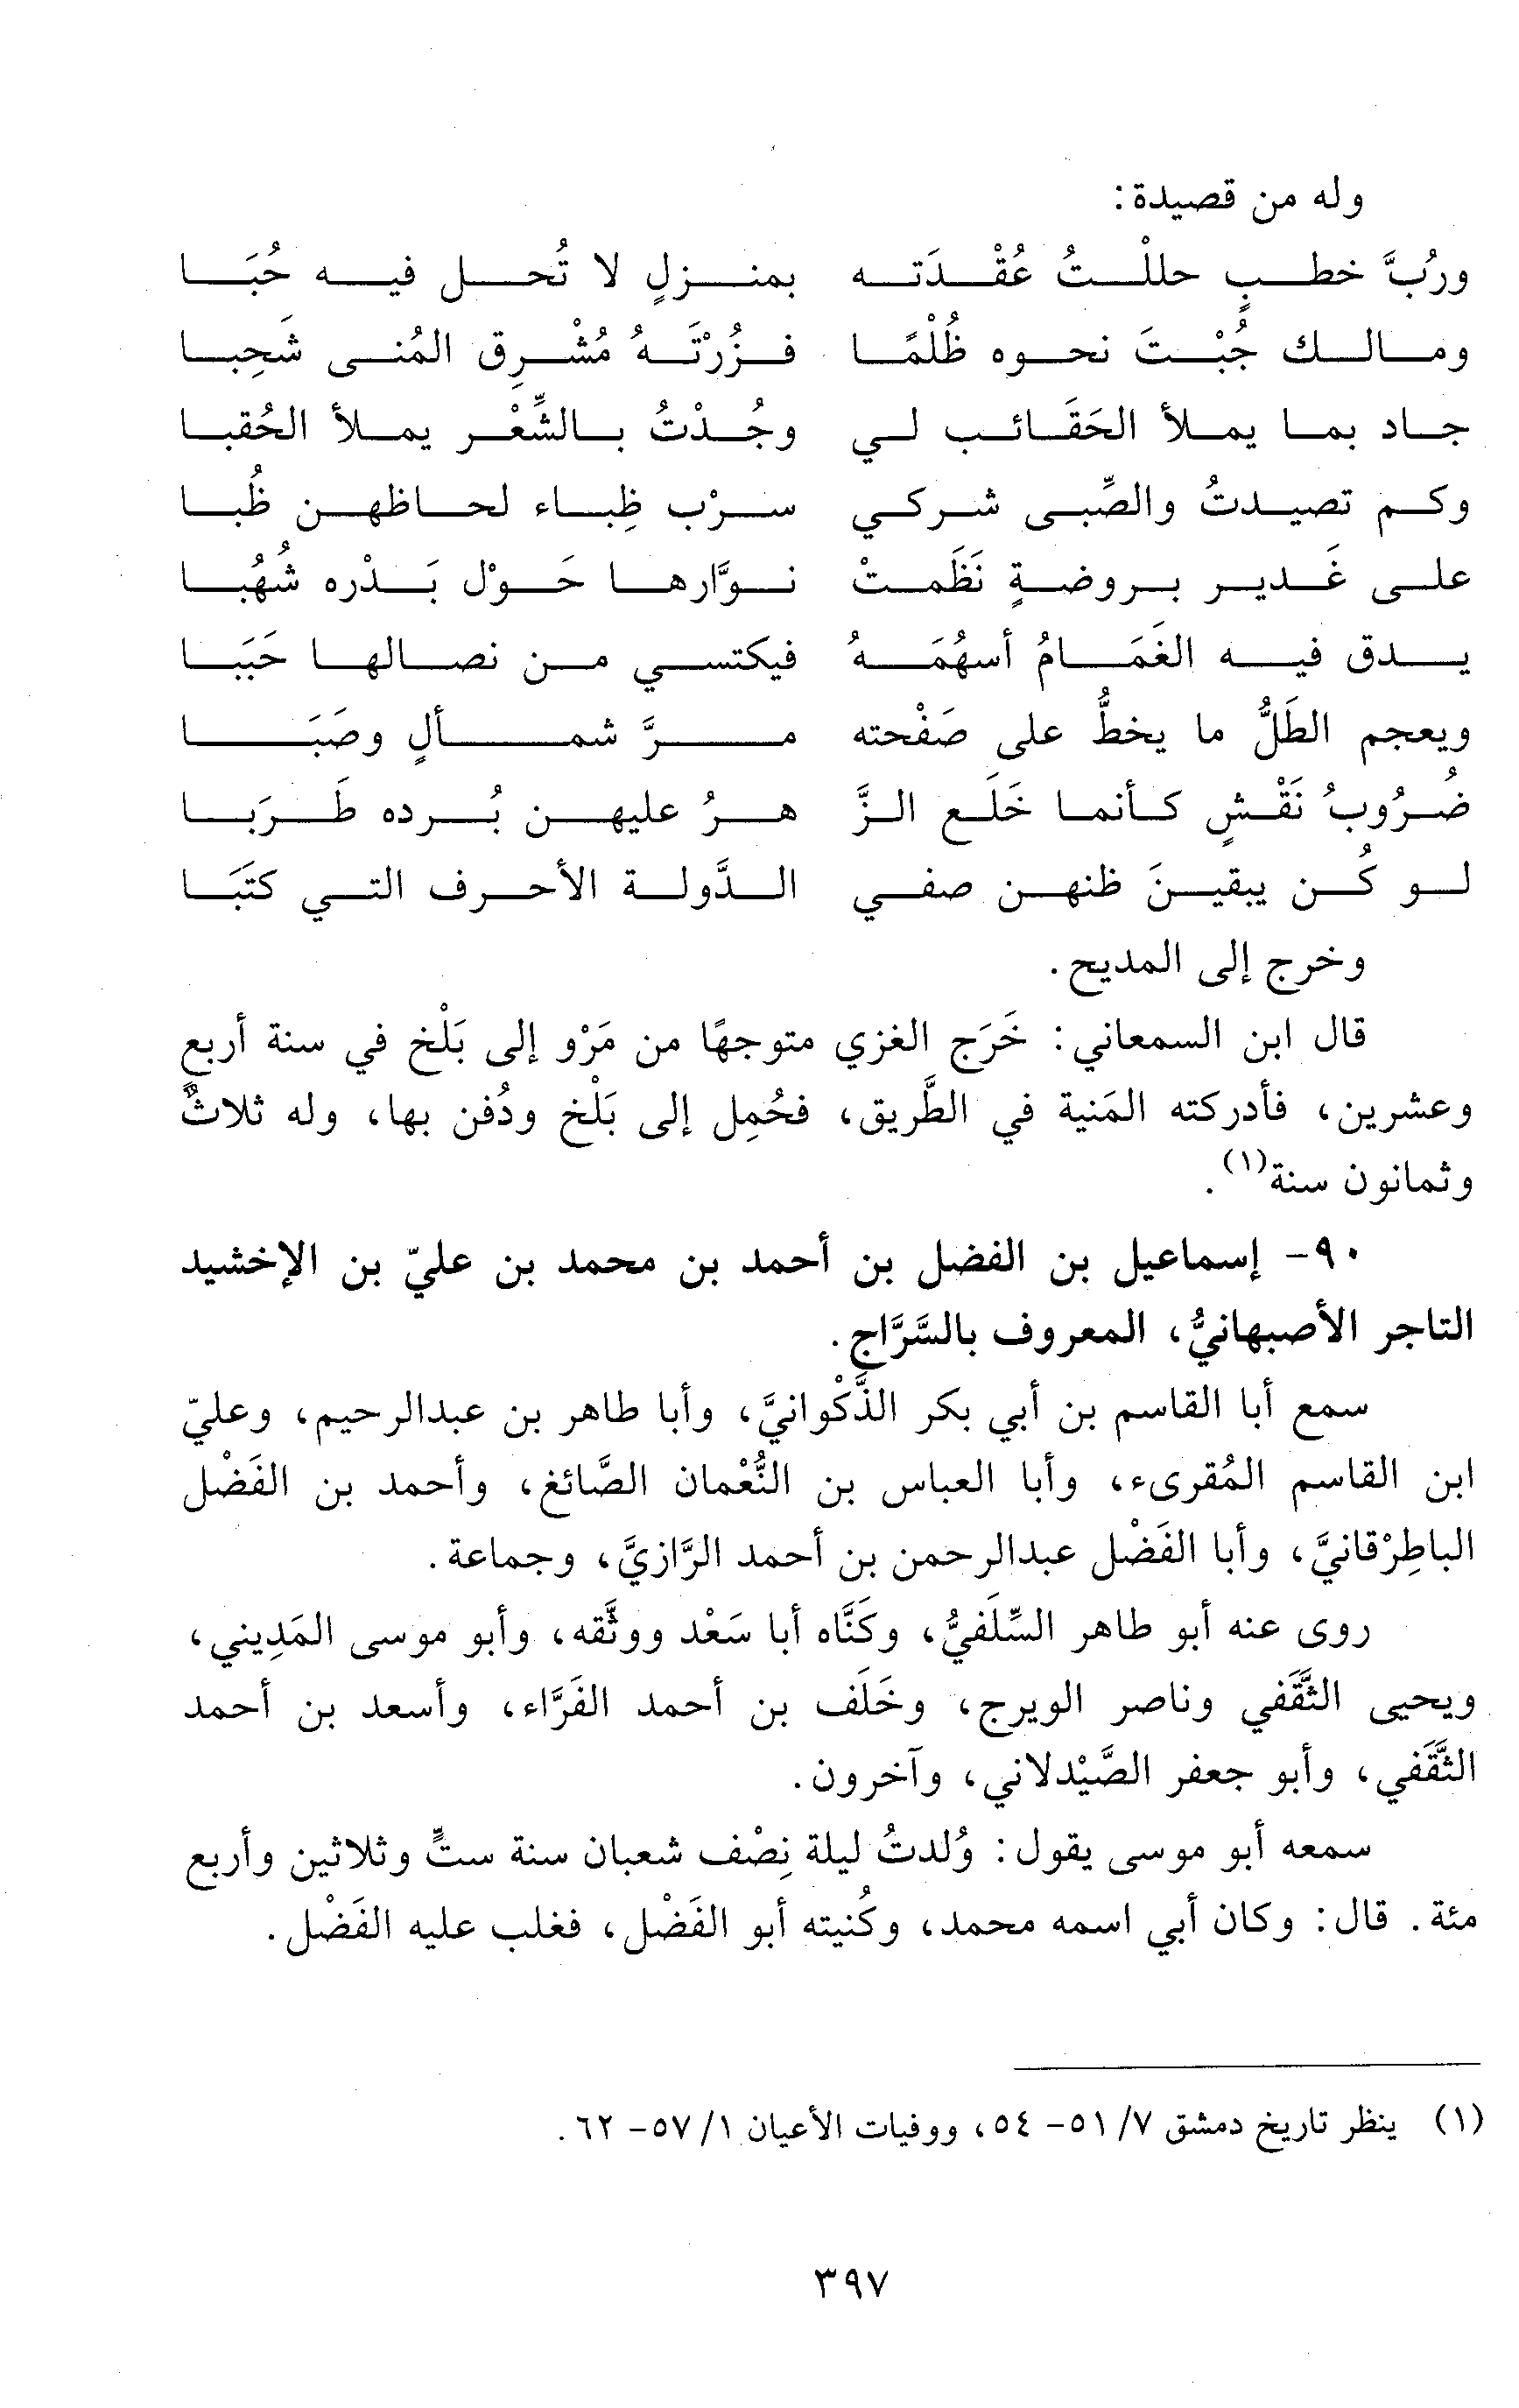 وله من قصيدة:
ورُبَّ خطبٍ حللْتُ عُقْدَته بمنزلٍ لا تُحل فيه حُبَا
ومالك جُبْتَ نحوه ظُلْمًا فزُرْتَهُ مُشْرِق المُنى شَحِبا
جاد بما يملأ الحَقَائب لي وجُدْتُ بالشِّعْر يملأ الحُقبا
وكم تصيدتُ والصِّبى شركي سرْب ظِباء لحاظهن ظُبا
على غَدير بروضةٍ نَظَمتْ نوَّارها حَوْل بَدْره شُهُبا
يدق فيه الغَمَامُ أسهُمَهُ فيكتسي من نصالها حَبَبا
ويعجم الطَلُّ ما يخطُّ على صَفْحته مرَّ شمألٍ وصَبَا
ضُرُوبُ نَقْشٍ كأنما خَلَع الزَّ هرُ عليهن بُرده طَرَبَا
لو كُن يبقينَ ظنهن صفي الدَّولة الأحرف التي كتَبَا
وخرج إلى المديح.
قال ابن السمعاني: خَرَج الغزي متوجهًا من مَرْو إلى بَلْخ في سنة أربع
وعشرين، فأدركته المَنية في الطَّريق، فحُمِل إلى بَلْخ ودُفن بها، وله ثلاثٌ
وثمانون سنة(١).
٩٠- إسماعيل بن الفضل بن أحمد بن محمد بن عليّ بن الإخشيد
التاجر الأصبهانيُّ، المعروف بالسَّرَّاج.
سمع أبا القاسم بن أبي بكر الذَّكْوانيَّ، وأبا طاهر بن عبدالرحيم، وعليّ
ابن القاسم المُقرىء، وأبا العباس بن النُّعْمان الصَّائغ، وأحمد بن الفَضْل
الباطِرْقانيَّ، وأبا الفَضْل عبدالرحمن بن أحمد الرَّازيَّ، وجماعة.
روى عنه أبو طاهر السِّلَفيُّ، وكَنَّاه أبا سَعْد ووثَّقه، وأبو موسى المَدِيني،
ويحيى الثَّقَفي وناصر الويرج، وخَلَف بن أحمد الفَرَّاء، وأسعد بن أحمد
الثَّقَفي، وأبو جعفر الصَّيْدلاني، وآخرون.
سمعه أبو موسى يقول: وُلدتُ ليلة نِصْف شعبان سنة ستٍّ وثلاثين وأربع
مئة. قال: وكان أبي اسمه محمد، وكُنيته أبو الفَضْل، فغلب عليه الفَضْل.
(١) ينظر تاريخ دمشق ٧/ ٥١- ٥٤، ووفيات الأعيان ١/ ٥٧- ٦٢.
٣٩٧